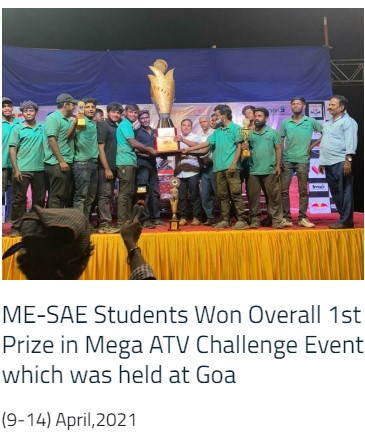 ME-SAE Students Won Overall 1st
Prize in Mega ATV Challenge Event
which was held at Goa
(9-14) April,2021